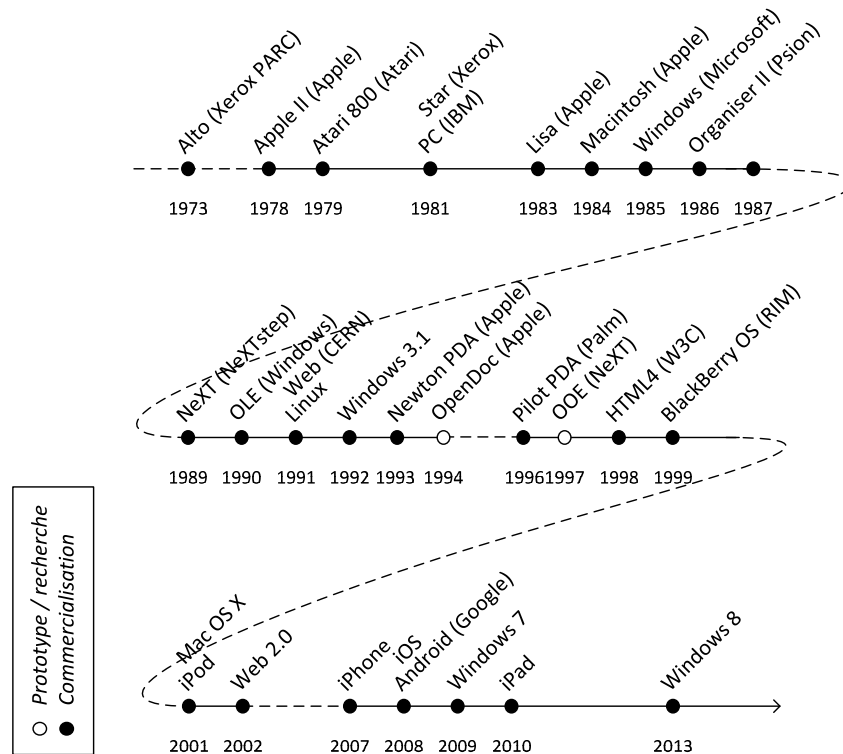 Alto (Xerox PARC)
Apple II (Apple)
Atari 800 (Atari)
Star (Xerox)
PC (IBM)
Lisa (Apple)
Macintosh (Apple)
Windows (Microsoft)
Organiser II (Psion)
1973
1978
1979
1981
1983
1984
1985
1986
1987
NeXT (NeXTstep)
OLE (Windows)
Web (CERN)
Linux
Windows 3.1
Newton PDA (Apple)
OpenDoc (Apple)
Pilot PDA (Palm)
OOE (NeXT)
HTML4 (W3C)
BlackBerry OS (RIM)
1989
1990
1991
1992
1993
1994
1996
1997
1998
1999
Mac OS X
iPod
Web 2.0
iPhone
iOS
Android (Google)
Windows 7
iPad
Windows 8
2001
2002
2007
2008
2009
2010
2013
Prototype / recherche
Commercialisation